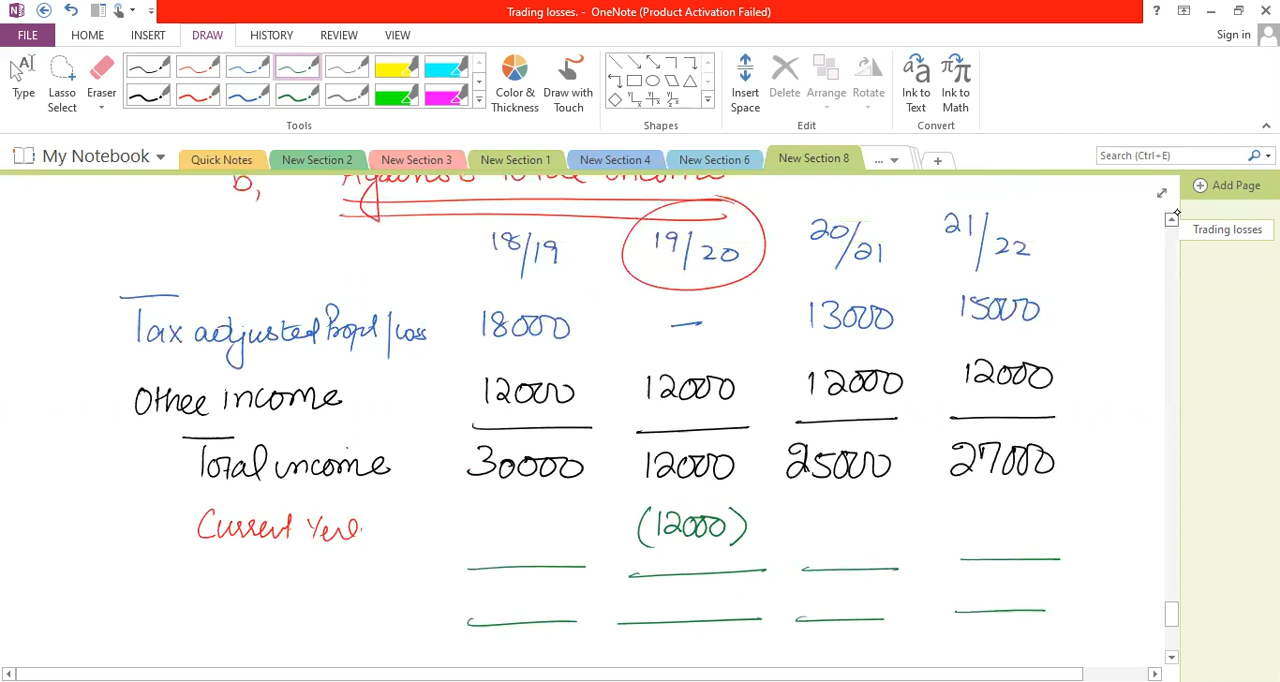 Trading losses. - OneNote (Product Activation Failed)
?
FILE HOME INSERT DRAW HISTORY REVIEW VIEW
Sign in
Type Lasso Select Eraser
Color & Thickness Draw with Touch
Insert Space Delete Arrange Rotate
Ink to Text Ink to Math
Tools Shapes Edit Convert
My Notebook Quick Notes New Section 2 New Section 3 New Section 1 New Section 4 New Section 6 New Section 8 ... +
Search (Ctrl+E)
Add Page
Trading losses
b, Against Total income
18/19 19/20 20/21 21/22
Tax adjusted Profit/Loss 18000 — 13000 15000
Other income 12000 12000 12000 12000
Total income 30000 12000 25000 27000
Current Year (12000)